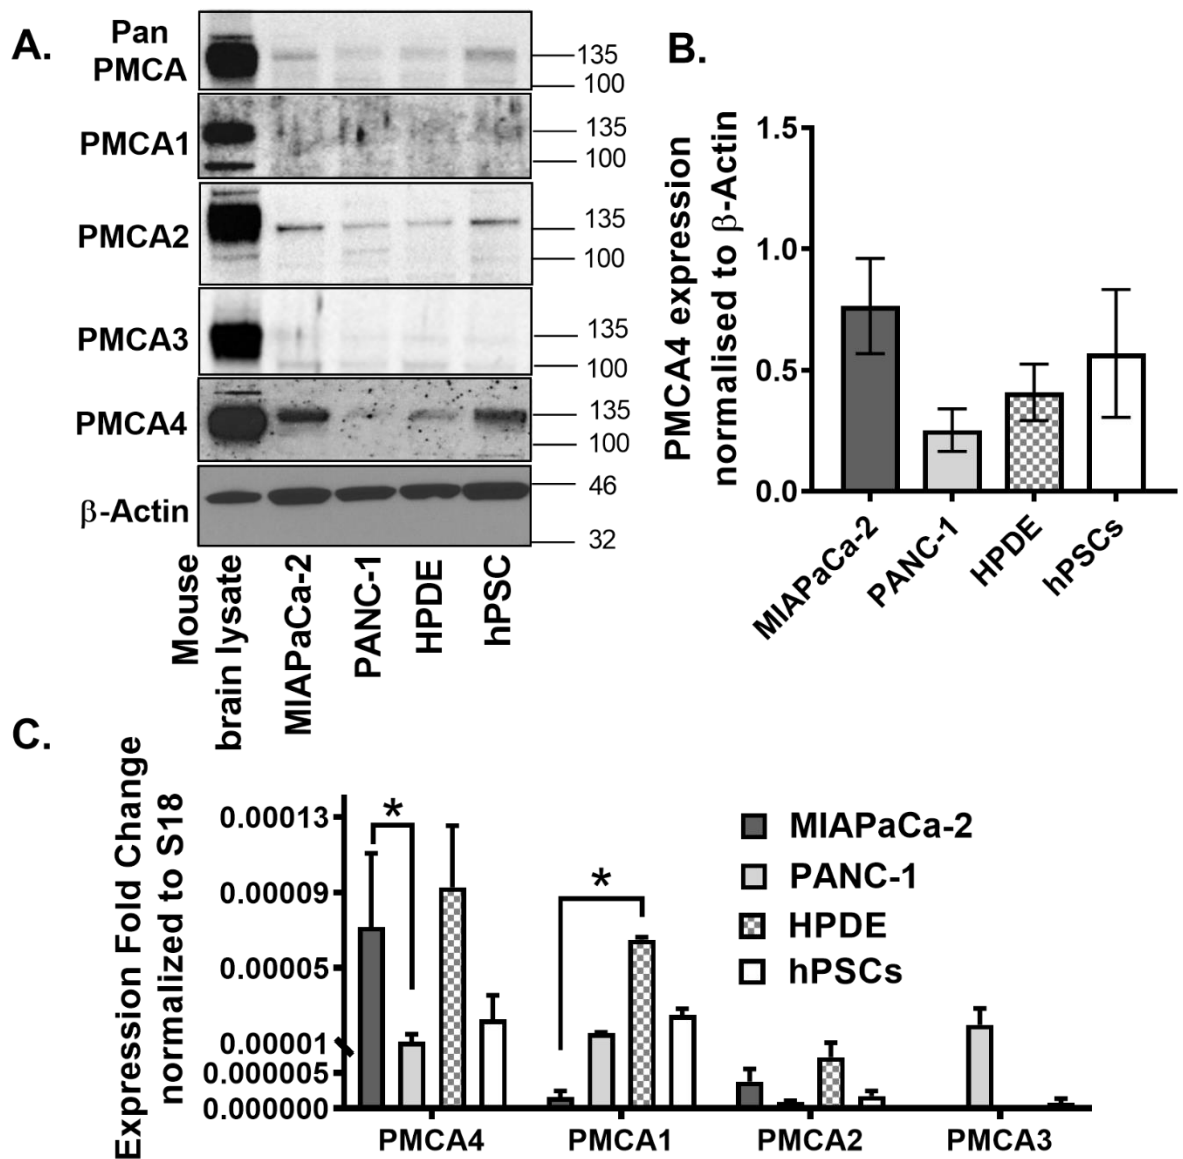 A.
Pan
PMCA
135
100
PMCA1
135
100
PMCA2
135
100
PMCA3
135
100
PMCA4
135
100
β-Actin
46
32
Mouse
brain lysate
MIAPaCa-2
PANC-1
HPDE
hPSC
B.
PMCA4 expression
normalised to β-Actin
1.5
1.0
0.5
0.0
MIAPaCa-2
PANC-1
HPDE
hPSCs
C.
Expression Fold Change
normalized to S18
0.00013
0.00009
0.00005
0.00001
0.000005
0.000000
*
*
MIAPaCa-2
PANC-1
HPDE
hPSCs
PMCA4
PMCA1
PMCA2
PMCA3